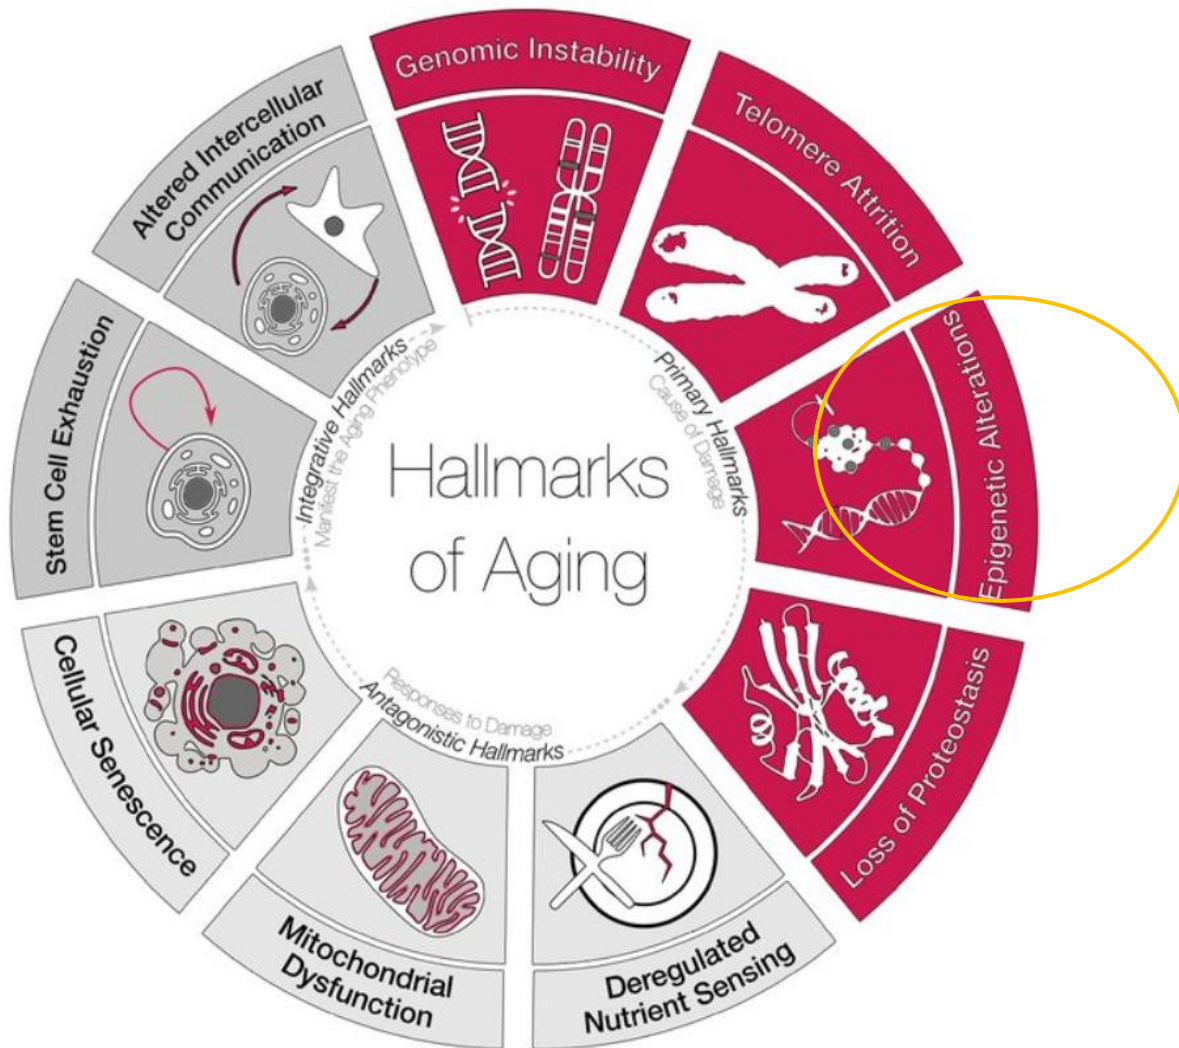 Hallmarks
of Aging
Genomic Instability
Telomere Attrition
Epigenetic Alterations
Loss of Proteostasis
Deregulated
Nutrient Sensing
Mitochondrial
Dysfunction
Cellular Senescence
Stem Cell Exhaustion
Altered Intercellular
Communication
Primary Hallmarks
Cause of Damage
Responses to Damage
Antagonistic Hallmarks
Integrative Hallmarks
Manifest the Aging Phenotype